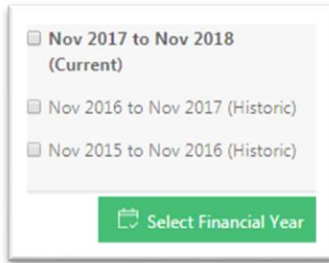 Nov 2017 to Nov 2018
(Current)
Nov 2016 to Nov 2017 (Historic)
Nov 2015 to Nov 2016 (Historic)
Select Financial Year